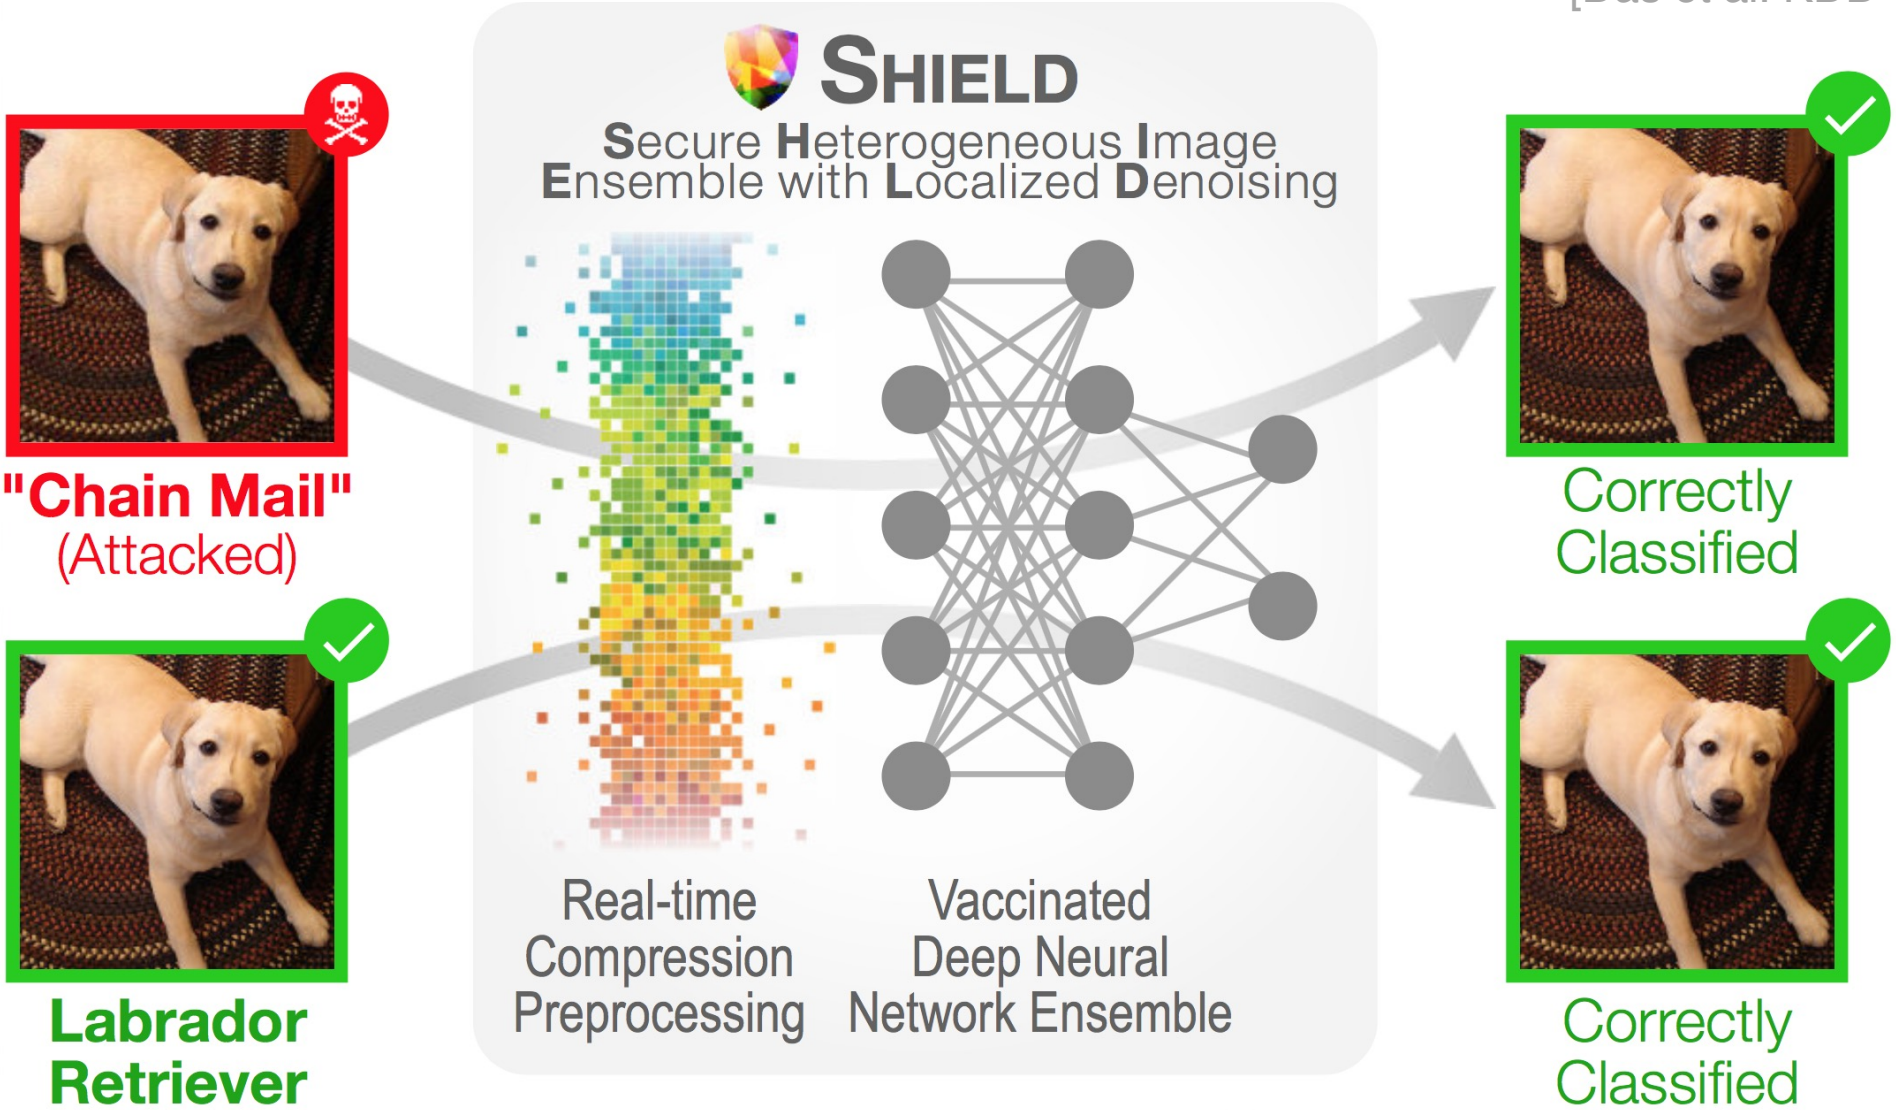 SHIELD
Secure Heterogeneous Image
Ensemble with Localized Denoising
"Chain Mail"
(Attacked)
Labrador
Retriever
Real-time
Compression
Preprocessing
Vaccinated
Deep Neural
Network Ensemble
Correctly
Classified
Correctly
Classified